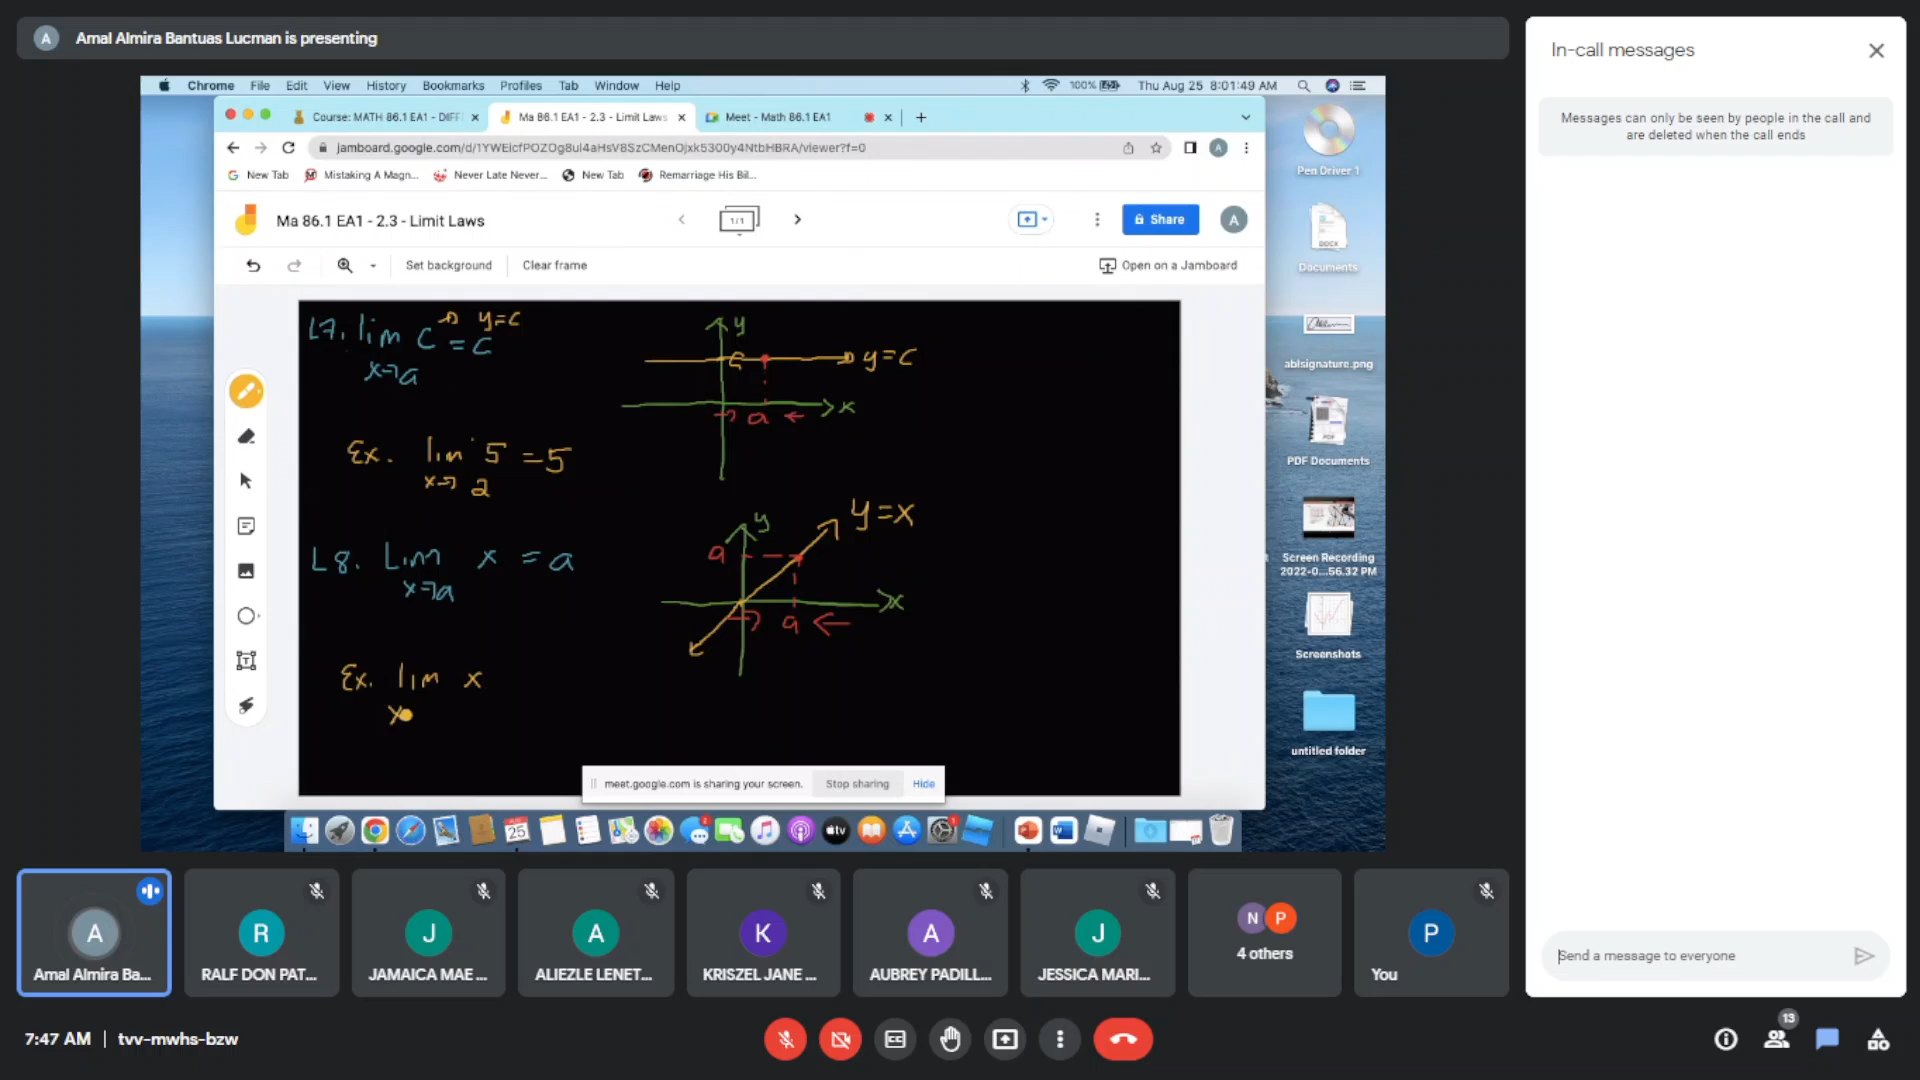 A Amal Almira Bantuas Lucman is presenting
Chrome File Edit View History Bookmarks Profiles Tab Window Help 100% Thu Aug 25 8:01:49 AM
Course: MATH 86.1 EA1 - DIFF
Ma 86.1 EA1 - 2.3 - Limit Laws
Meet - Math 86.1 EA1
jamboard.google.com/d/1YWEicfPOZOg8ul4aHsV8SzCMenOjxk5300y4NtbHBRA/viewer?f=0
A
New Tab
Mistaking A Magn...
Never Late Never...
New Tab
Remarriage His Bil...
Ma 86.1 EA1 - 2.3 - Limit Laws
1/1
Share
A
Set background
Clear frame
Open on a Jamboard
L7. lim c = c → y=c
x→a
y
c
y=c
→ a ← x
Ex. lim 5 =5
x→ 2
L8. Lim x = a
x→a
y
y=x
a
x
→ a ←
Ex. lim x
x
meet.google.com is sharing your screen.
Stop sharing
Hide
Pen Driver 1
DOCX
Documents
ablsignature.png
PDF
PDF Documents
Screen Recording
2022-0...56.32 PM
Screenshots
untitled folder
25
tv
A
Amal Almira Ba...
R
RALF DON PAT...
J
JAMAICA MAE ...
A
ALIEZLE LENET...
K
KRISZEL JANE ...
A
AUBREY PADILL...
J
JESSICA MARI...
N P
4 others
P
You
In-call messages
Messages can only be seen by people in the call and
are deleted when the call ends
Send a message to everyone
7:47 AM | tvv-mwhs-bzw
13